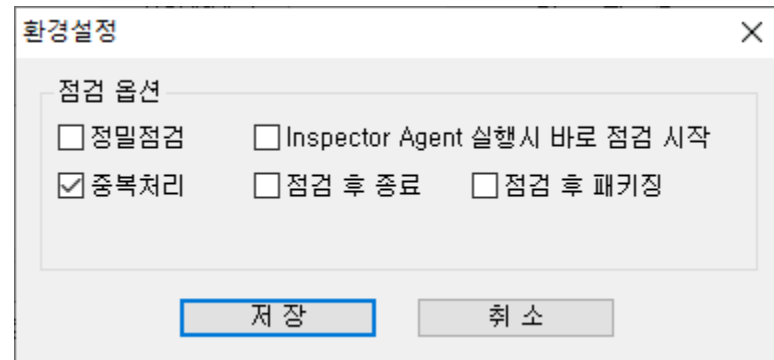 환경설정
점검 옵션
정밀점검 Inspector Agent 실행시 바로 점검 시작
중복처리 점검 후 종료 점검 후 패키징
저 장 취 소